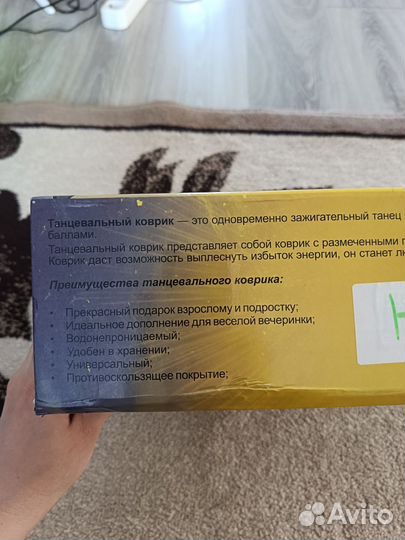 Танцевальный коврик — это одновременно зажигательный танец
баллами.
Танцевальный коврик представляет собой коврик с размеченными
Коврик даст возможность выплеснуть избыток энергии, он станет
Преимущества танцевального коврика:
• Прекрасный подарок взрослому и подростку;
• Идеальное дополнение для веселой вечеринки;
• Водонепроницаемый;
• Удобен в хранении;
• Универсальный;
• Противоскользящее покрытие;
Avito